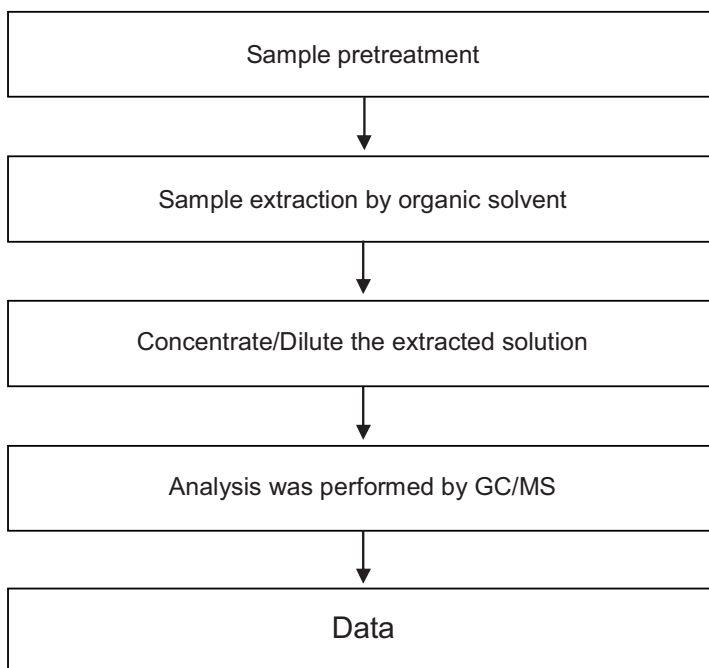 Sample pretreatment
Sample extraction by organic solvent
Concentrate/Dilute the extracted solution
Analysis was performed by GC/MS
Data